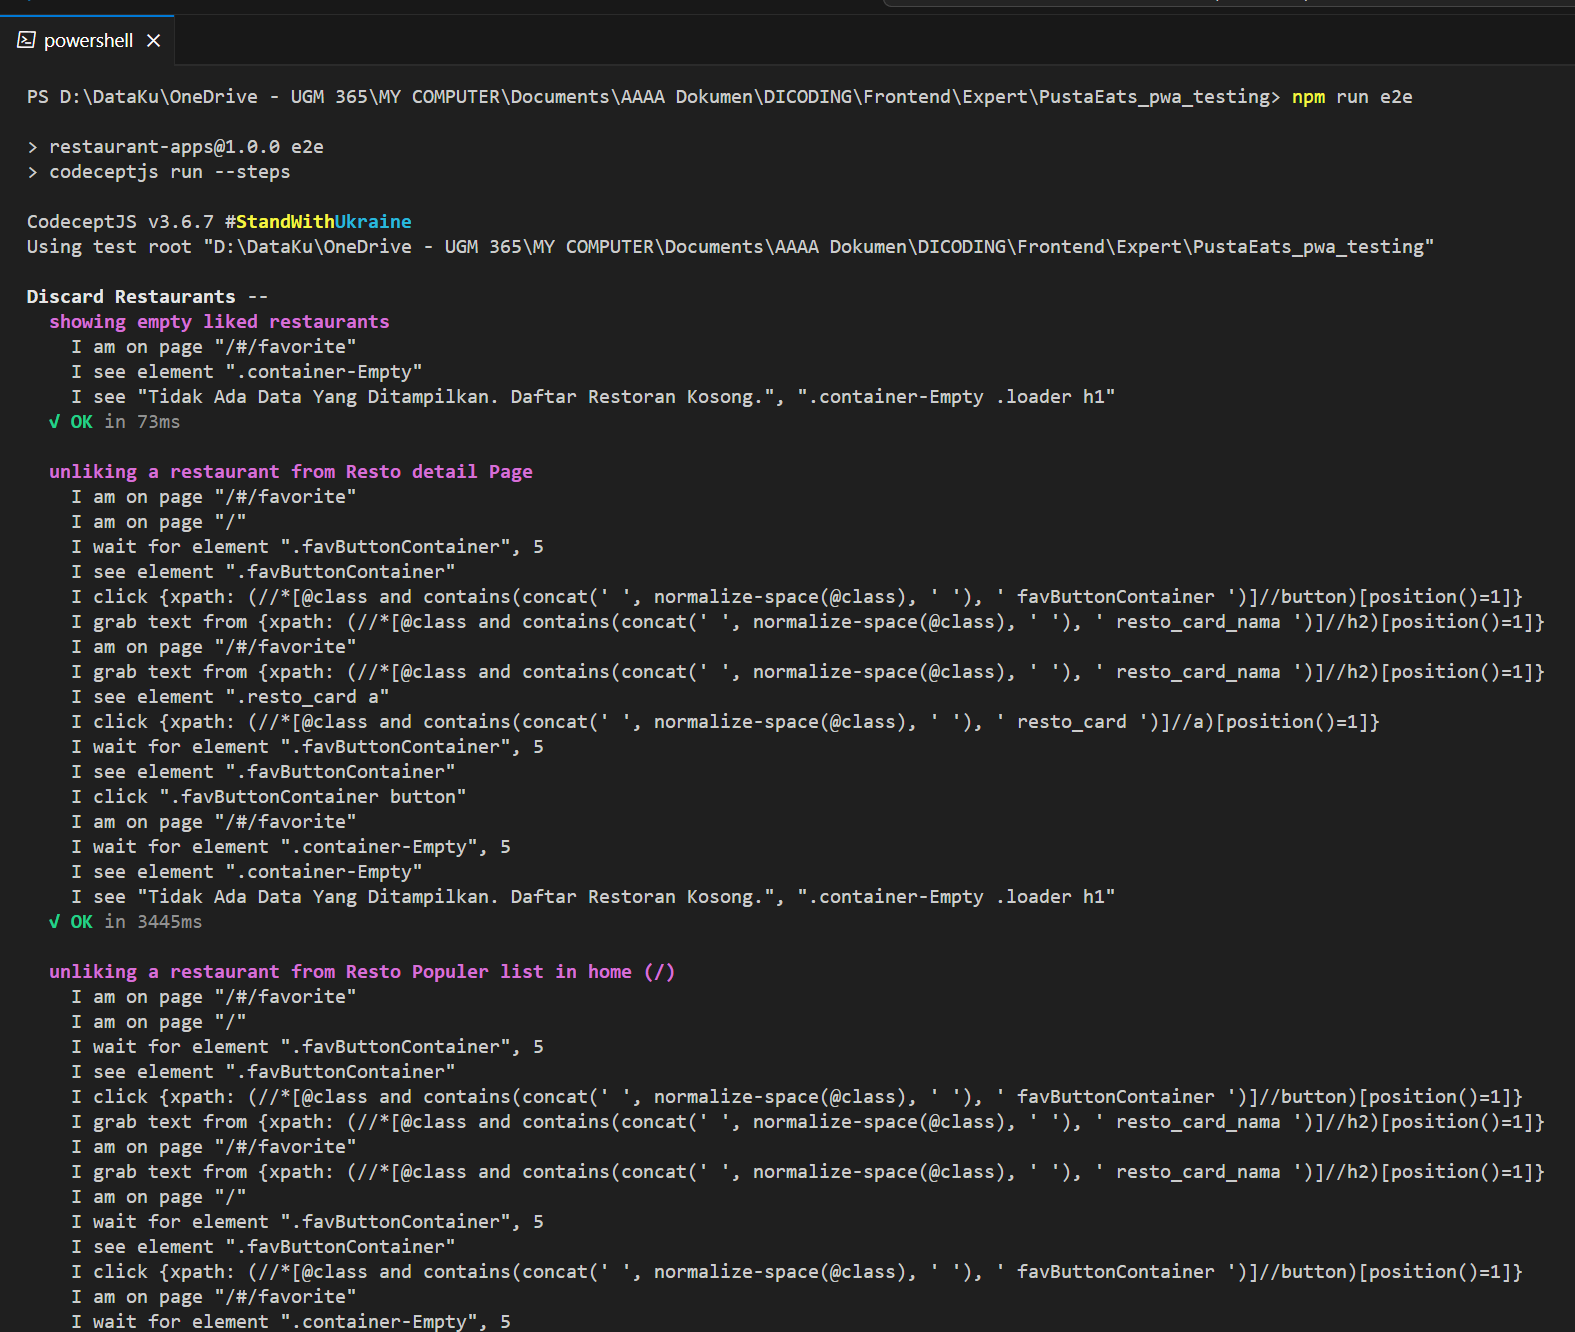 powershell
PS D:\DataKu\OneDrive - UGM 365\MY COMPUTER\Documents\AAAA Dokumen\DICODING\Frontend\Expert\PustaEats_pwa_testing> npm run e2e
> restaurant-apps@1.0.0 e2e
> codeceptjs run --steps
CodeceptJS v3.6.7 #StandWithUkraine
Using test root "D:\DataKu\OneDrive - UGM 365\MY COMPUTER\Documents\AAAA Dokumen\DICODING\Frontend\Expert\PustaEats_pwa_testing"
Discard Restaurants --
showing empty liked restaurants
I am on page "/#/favorite"
I see element ".container-Empty"
I see "Tidak Ada Data Yang Ditampilkan. Daftar Restoran Kosong.", ".container-Empty .loader h1"
√ OK in 73ms
unliking a restaurant from Resto detail Page
I am on page "/#/favorite"
I am on page "/"
I wait for element ".favButtonContainer", 5
I see element ".favButtonContainer"
I click {xpath: (//*[@class and contains(concat(' ', normalize-space(@class), ' '), ' favButtonContainer ')]//button)[position()=1]}
I grab text from {xpath: (//*[@class and contains(concat(' ', normalize-space(@class), ' '), ' resto_card_nama ')]//h2)[position()=1]}
I am on page "/#/favorite"
I grab text from {xpath: (//*[@class and contains(concat(' ', normalize-space(@class), ' '), ' resto_card_nama ')]//h2)[position()=1]}
I see element ".resto_card a"
I click {xpath: (//*[@class and contains(concat(' ', normalize-space(@class), ' '), ' resto_card ')]//a)[position()=1]}
I wait for element ".favButtonContainer", 5
I see element ".favButtonContainer"
I click ".favButtonContainer button"
I am on page "/#/favorite"
I wait for element ".container-Empty", 5
I see element ".container-Empty"
I see "Tidak Ada Data Yang Ditampilkan. Daftar Restoran Kosong.", ".container-Empty .loader h1"
√ OK in 3445ms
unliking a restaurant from Resto Populer list in home (/)
I am on page "/#/favorite"
I am on page "/"
I wait for element ".favButtonContainer", 5
I see element ".favButtonContainer"
I click {xpath: (//*[@class and contains(concat(' ', normalize-space(@class), ' '), ' favButtonContainer ')]//button)[position()=1]}
I grab text from {xpath: (//*[@class and contains(concat(' ', normalize-space(@class), ' '), ' resto_card_nama ')]//h2)[position()=1]}
I am on page "/#/favorite"
I grab text from {xpath: (//*[@class and contains(concat(' ', normalize-space(@class), ' '), ' resto_card_nama ')]//h2)[position()=1]}
I am on page "/"
I wait for element ".favButtonContainer", 5
I see element ".favButtonContainer"
I click {xpath: (//*[@class and contains(concat(' ', normalize-space(@class), ' '), ' favButtonContainer ')]//button)[position()=1]}
I am on page "/#/favorite"
I wait for element ".container-Empty", 5